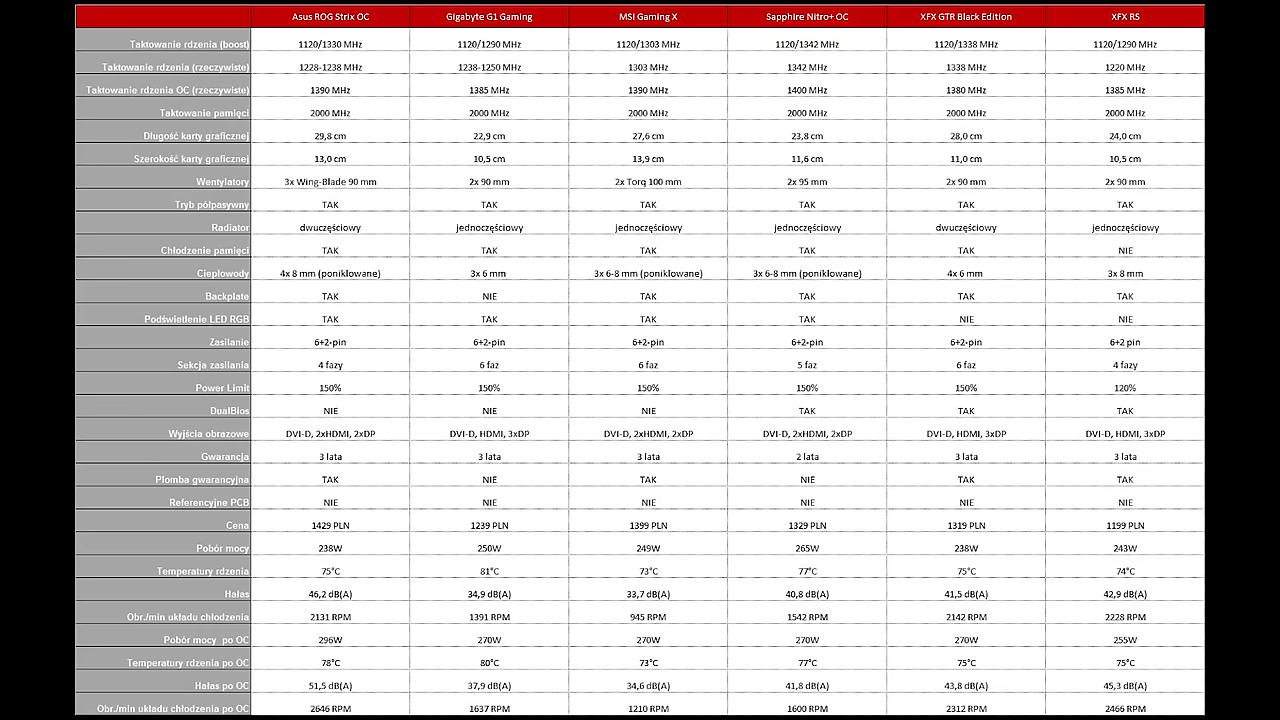 Asus ROG Strix OC Gigabyte G1 Gaming MSI Gaming X Sapphire Nitro+ OC XFX GTR Black Edition XFX RS
Taktowanie rdzenia (boost) 1120/1330 MHz 1120/1290 MHz 1120/1303 MHz 1120/1342 MHz 1120/1338 MHz 1120/1290 MHz
Taktowanie rdzenia (rzeczywiste) 1228-1238 MHz 1238-1250 MHz 1303 MHz 1342 MHz 1338 MHz 1220 MHz
Taktowanie rdzenia OC (rzeczywiste) 1390 MHz 1385 MHz 1390 MHz 1400 MHz 1380 MHz 1385 MHz
Taktowanie pamięci 2000 MHz 2000 MHz 2000 MHz 2000 MHz 2000 MHz 2000 MHz
Długość karty graficznej 29,8 cm 22,9 cm 27,6 cm 23,8 cm 28,0 cm 24,0 cm
Szerokość karty graficznej 13,0 cm 10,5 cm 13,9 cm 11,6 cm 11,0 cm 10,5 cm
Wentylatory 3x Wing-Blade 90 mm 2x 90 mm 2x Torq 100 mm 2x 95 mm 2x 90 mm 2x 90 mm
Tryb półpasywny TAK TAK TAK TAK TAK TAK
Radiator dwuczęściowy jednoczęściowy jednoczęściowy jednoczęściowy dwuczęściowy jednoczęściowy
Chłodzenie pamięci TAK TAK TAK TAK TAK NIE
Ciepłowody 4x 8 mm (poniklowane) 3x 6 mm 3x 6-8 mm (poniklowane) 3x 6-8 mm (poniklowane) 4x 6 mm 3x 8 mm
Backplate TAK NIE TAK TAK TAK TAK
Podświetlenie LED RGB TAK TAK TAK TAK NIE NIE
Zasilanie 6+2-pin 6+2-pin 6+2-pin 6+2-pin 6+2-pin 6+2 pin
Sekcja zasilania 4 fazy 6 faz 6 faz 5 faz 6 faz 4 fazy
Power Limit 150% 150% 150% 150% 150% 120%
DualBios NIE NIE NIE TAK TAK TAK
Wyjścia obrazowe DVI-D, 2xHDMI, 2xDP DVI-D, HDMI, 3xDP DVI-D, 2xHDMI, 2xDP DVI-D, 2xHDMI, 2xDP DVI-D, HDMI, 3xDP DVI-D, HDMI, 3xDP
Gwarancja 3 lata 3 lata 3 lata 2 lata 3 lata 3 lata
Plomba gwarancyjna TAK NIE TAK NIE TAK TAK
Referencyjne PCB NIE NIE NIE NIE NIE NIE
Cena 1429 PLN 1239 PLN 1399 PLN 1329 PLN 1319 PLN 1199 PLN
Pobór mocy 238W 250W 249W 265W 238W 243W
Temperatury rdzenia 75°C 81°C 73°C 77°C 75°C 74°C
Hałas 46,2 dB(A) 34,9 dB(A) 33,7 dB(A) 40,8 dB(A) 41,5 dB(A) 42,9 dB(A)
Obr./min układu chłodzenia 2131 RPM 1391 RPM 945 RPM 1542 RPM 2142 RPM 2228 RPM
Pobór mocy po OC 296W 270W 270W 270W 270W 255W
Temperatury rdzenia po OC 78°C 80°C 73°C 77°C 75°C 75°C
Hałas po OC 51,5 dB(A) 37,9 dB(A) 34,6 dB(A) 41,8 dB(A) 43,8 dB(A) 45,3 dB(A)
Obr./min układu chłodzenia po OC 2646 RPM 1637 RPM 1210 RPM 1600 RPM 2312 RPM 2466 RPM